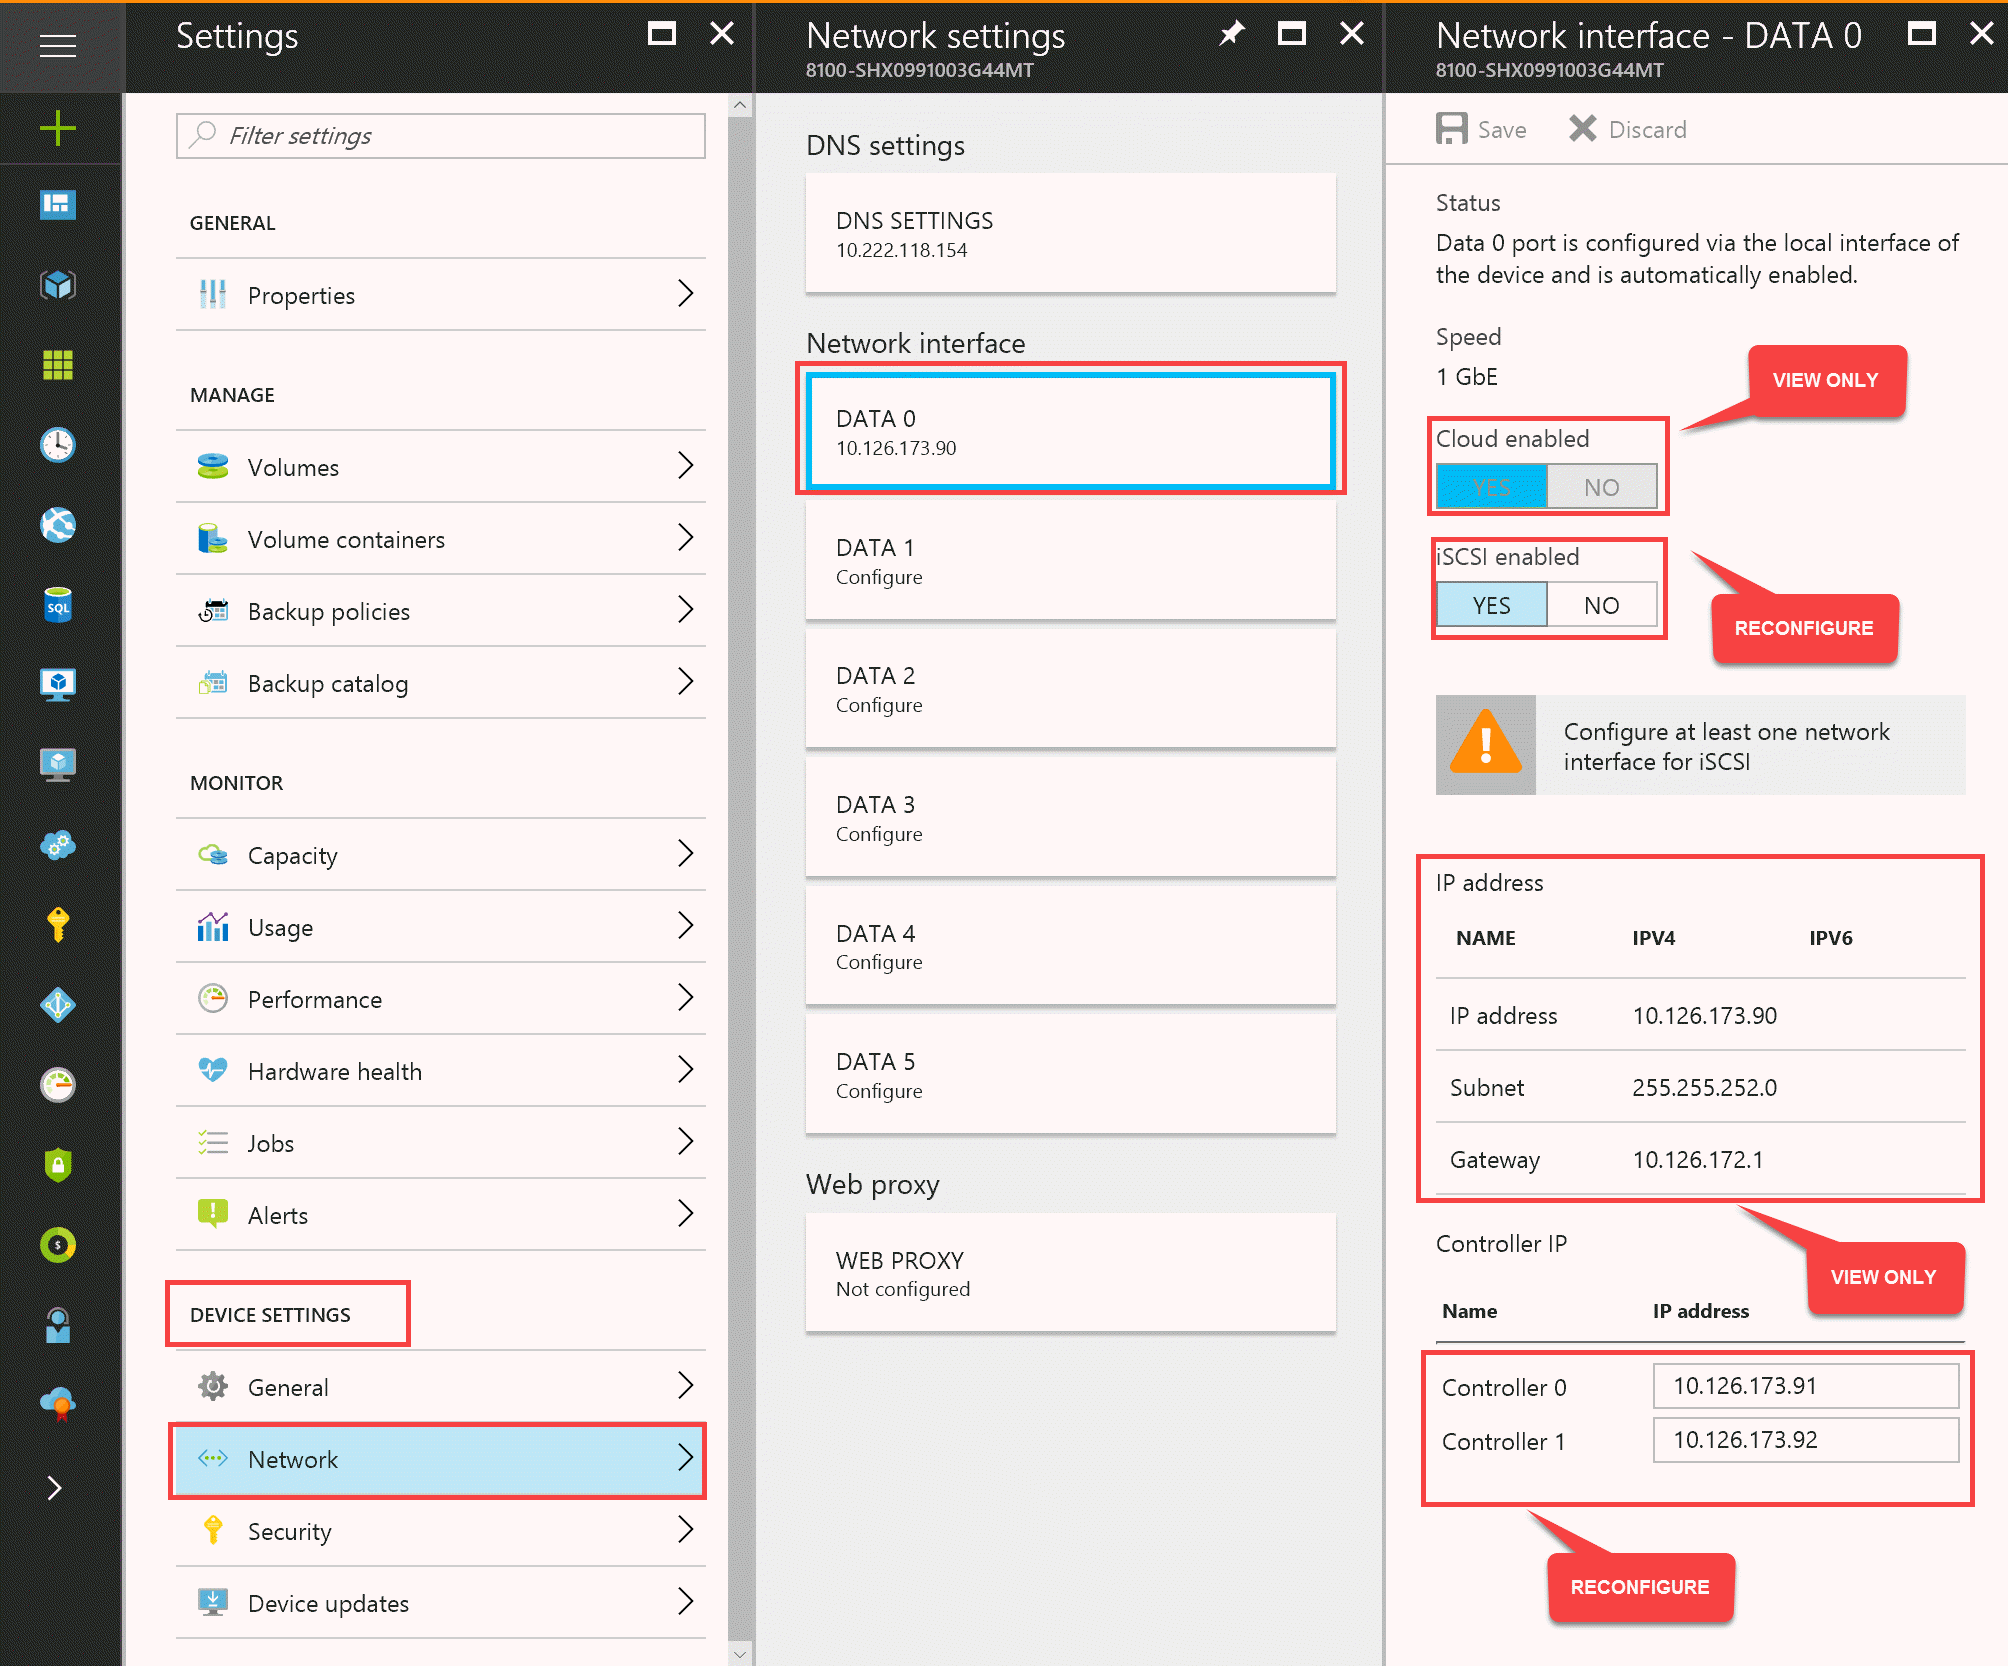 Settings
Filter settings
GENERAL
Properties
MANAGE
Volumes
Volume containers
Backup policies
Backup catalog
MONITOR
Capacity
Usage
Performance
Hardware health
Jobs
Alerts
DEVICE SETTINGS
General
Network
Security
Device updates
SQL
$
Network settings
8100-SHX0991003G44MT
DNS settings
DNS SETTINGS
10.222.118.154
Network interface
DATA 0
10.126.173.90
DATA 1
Configure
DATA 2
Configure
DATA 3
Configure
DATA 4
Configure
DATA 5
Configure
Web proxy
WEB PROXY
Not configured
Network interface - DATA 0
8100-SHX0991003G44MT
Save Discard
Status
Data 0 port is configured via the local interface of
the device and is automatically enabled.
Speed
1 GbE
VIEW ONLY
Cloud enabled
YES NO
iSCSI enabled
YES NO
RECONFIGURE
Configure at least one network
interface for iSCSI
IP address
NAME IPV4 IPV6
IP address 10.126.173.90
Subnet 255.255.252.0
Gateway 10.126.172.1
Controller IP
VIEW ONLY
Name IP address
Controller 0 10.126.173.91
Controller 1 10.126.173.92
RECONFIGURE